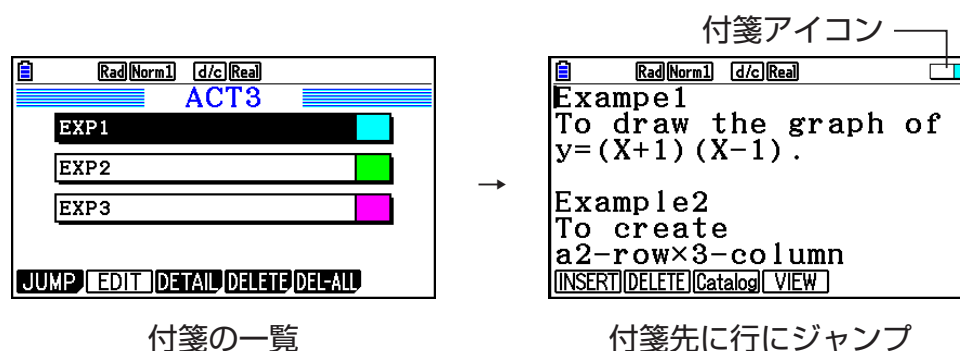 付箋アイコン
Rad Norm1 d/c Real
ACT3
EXP1
EXP2
EXP3
JUMP EDIT DETAIL DELETE DEL-ALL
付箋の一覧
→
Rad Norm1 d/c Real
Exampe1
To draw the graph of
y=(X+1)(X-1).
Example2
To create
a2-row×3-column
INSERT DELETE Catalog VIEW
付箋先に行にジャンプ